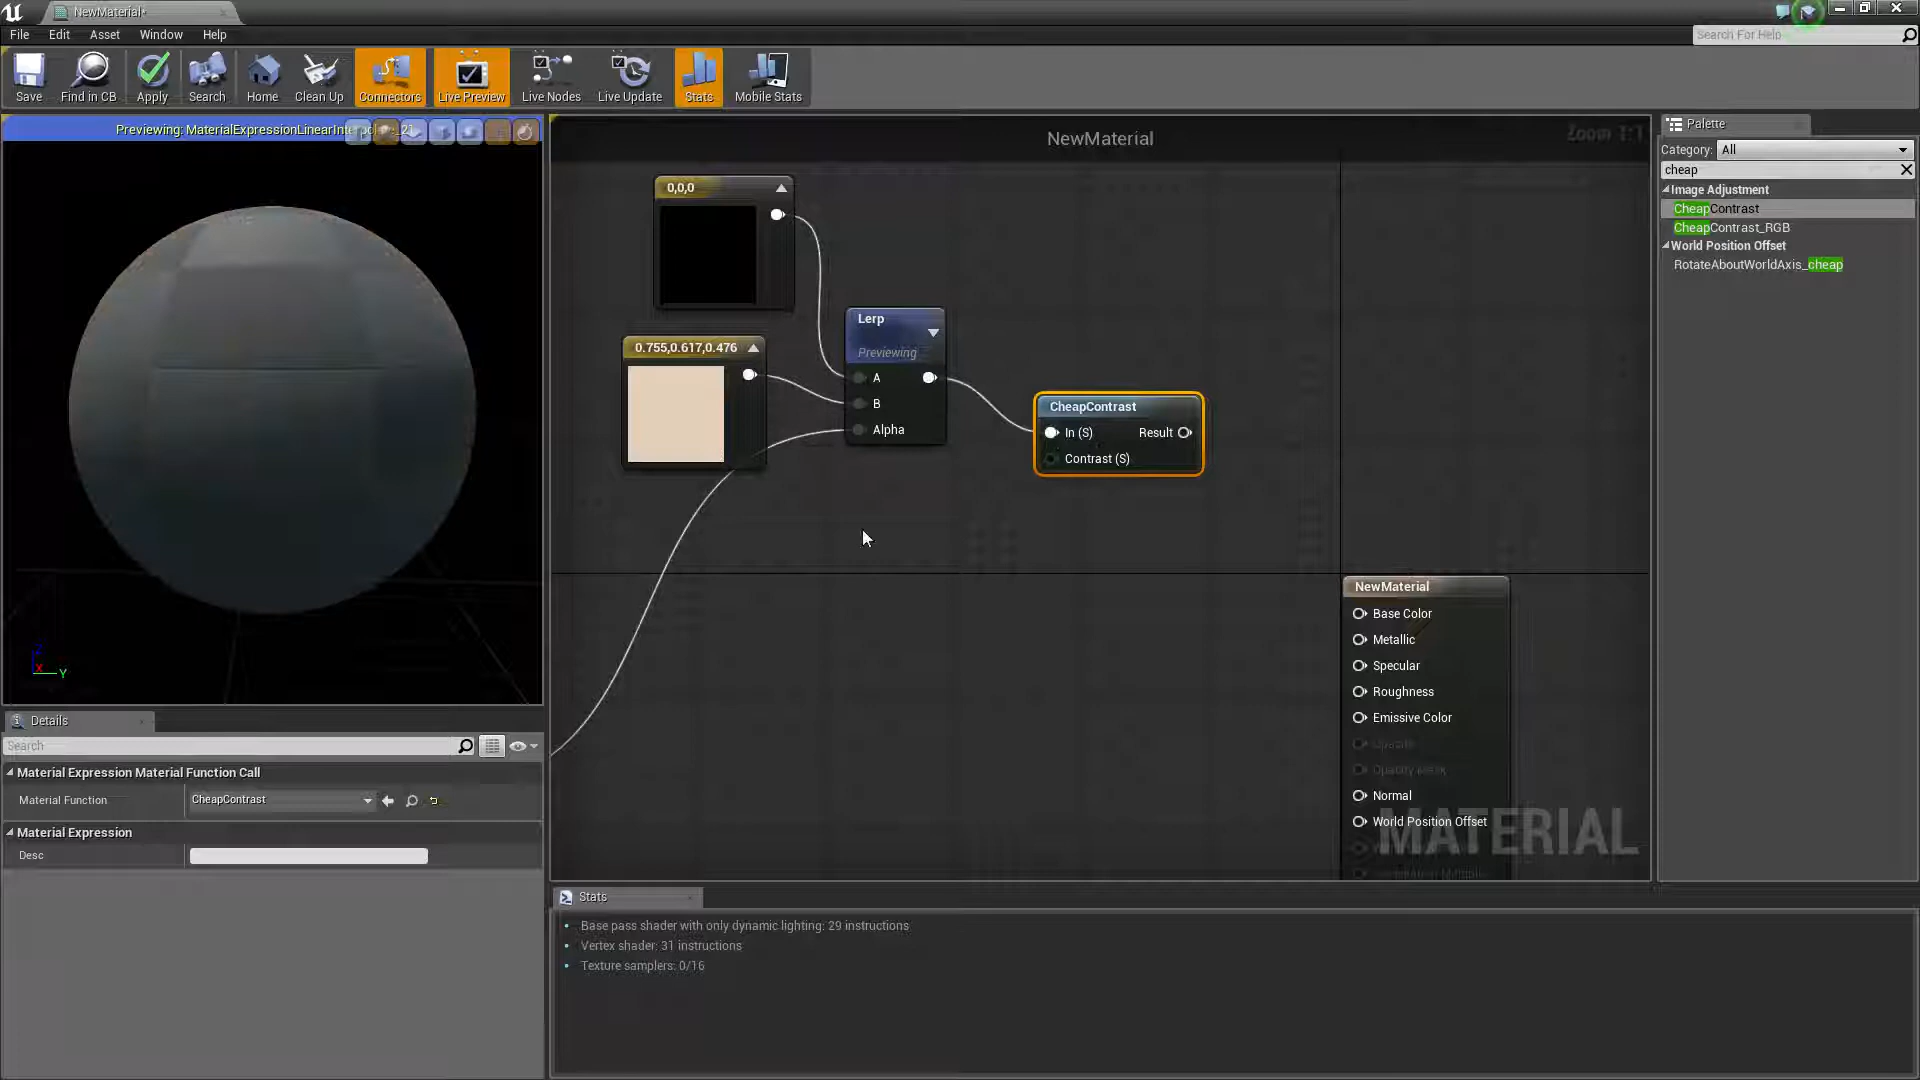 NewMaterial*
File Edit Asset Window Help
Search For Help
Save Find in CB Apply Search Home Clean Up Connectors Live Preview Live Nodes Live Update Stats Mobile Stats
Previewing: MaterialExpressionLinearInterpolate_21
NewMaterial
Zoom 1:1
0,0,0
0.755,0.617,0.476
Lerp
Previewing
A
B
Alpha
CheapContrast
In (S) Result
Contrast (S)
NewMaterial
Base Color
Metallic
Specular
Roughness
Emissive Color
Opacity
Opacity Mask
Normal
World Position Offset
MATERIAL
Z
X
Y
Palette
Category: All
cheap
Image Adjustment
CheapContrast
CheapContrast_RGB
World Position Offset
RotateAboutWorldAxis_cheap
Details
Search
Material Expression Material Function Call
Material Function CheapContrast
Material Expression
Desc
Stats
Base pass shader with only dynamic lighting: 29 instructions
Vertex shader: 31 instructions
Texture samplers: 0/16